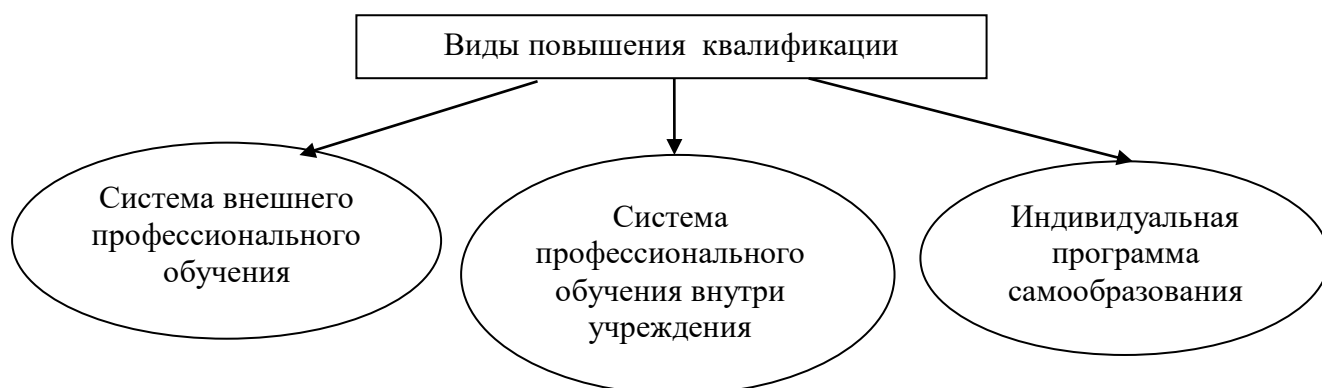 Виды повышения  квалификации
Система внешнего
профессионального
обучения
Система
профессионального
обучения внутри
учреждения
Индивидуальная
программа
самообразования